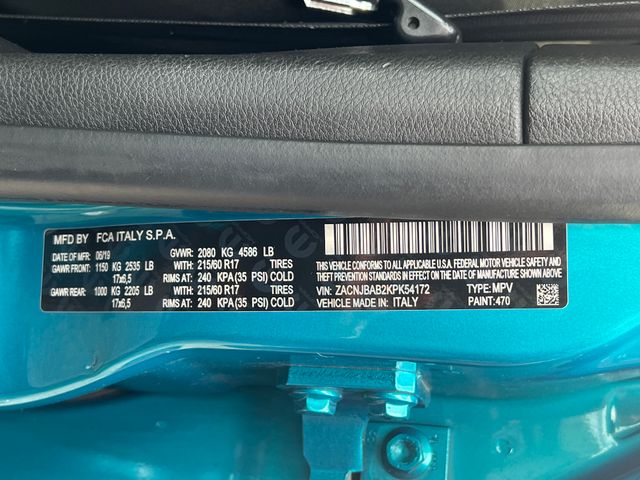 MFD BY FCA ITALY S.P.A.
DATE OF MFR: 06/19 GVWR: 2080 KG 4586 LB
GAWR FRONT: 1150 KG 2535 LB WITH: 215/60 R17 TIRES
17x6,5 RIMS AT: 240 KPA (35 PSI) COLD
GAWR REAR: 1000 KG 2205 LB WITH: 215/60 R17 TIRES
17x6,5 RIMS AT: 240 KPA (35 PSI) COLD
THIS VEHICLE CONFORMS TO ALL APPLICABLE U.S.A. FEDERAL MOTOR VEHICLE SAFETY, BUMPER, AND
THEFT PREVENTION STANDARDS IN EFFECT ON THE DATE OF MANUFACTURE SHOWN ABOVE.
VIN: ZACNJBAB2KPK54172 TYPE: MPV
VEHICLE MADE IN: ITALY PAINT: 470